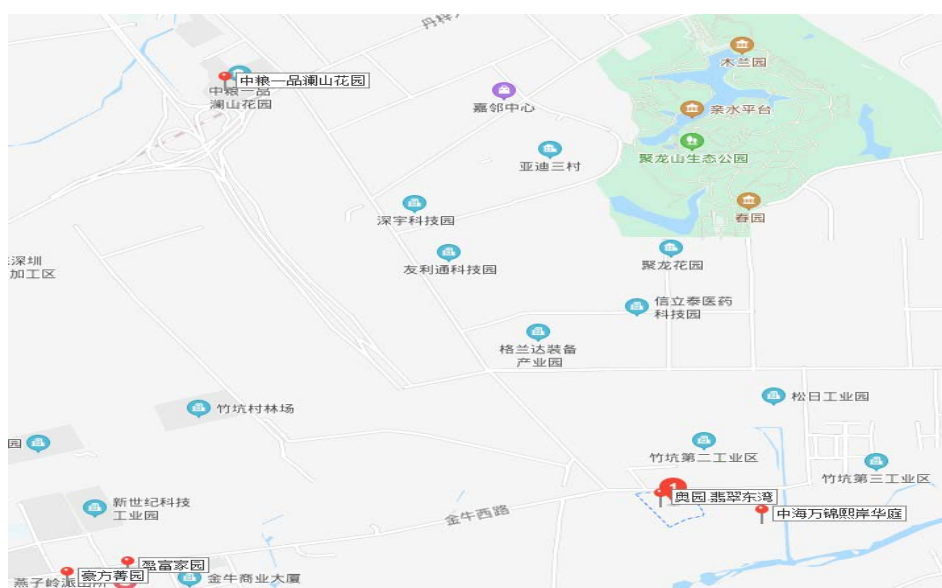 丹梓
木兰园
中粮一品澜山花园
中粮一品
澜山花园
嘉邻中心
亲水平台
亚迪三村
聚龙山生态公园
深宇科技园
春园
深圳
加工区
友利通科技园
聚龙花园
信立泰医药
科技园
格兰达装备
产业园
竹坑村林场
松日工业园
园
竹坑第二工业区
竹坑第三工业区
1
奥园翡翠东湾
新世纪科技
工业园
金牛西路
中海万锦熙岸华庭
盈富家园
豪方菁园
燕子岭派出所
金牛商业大厦